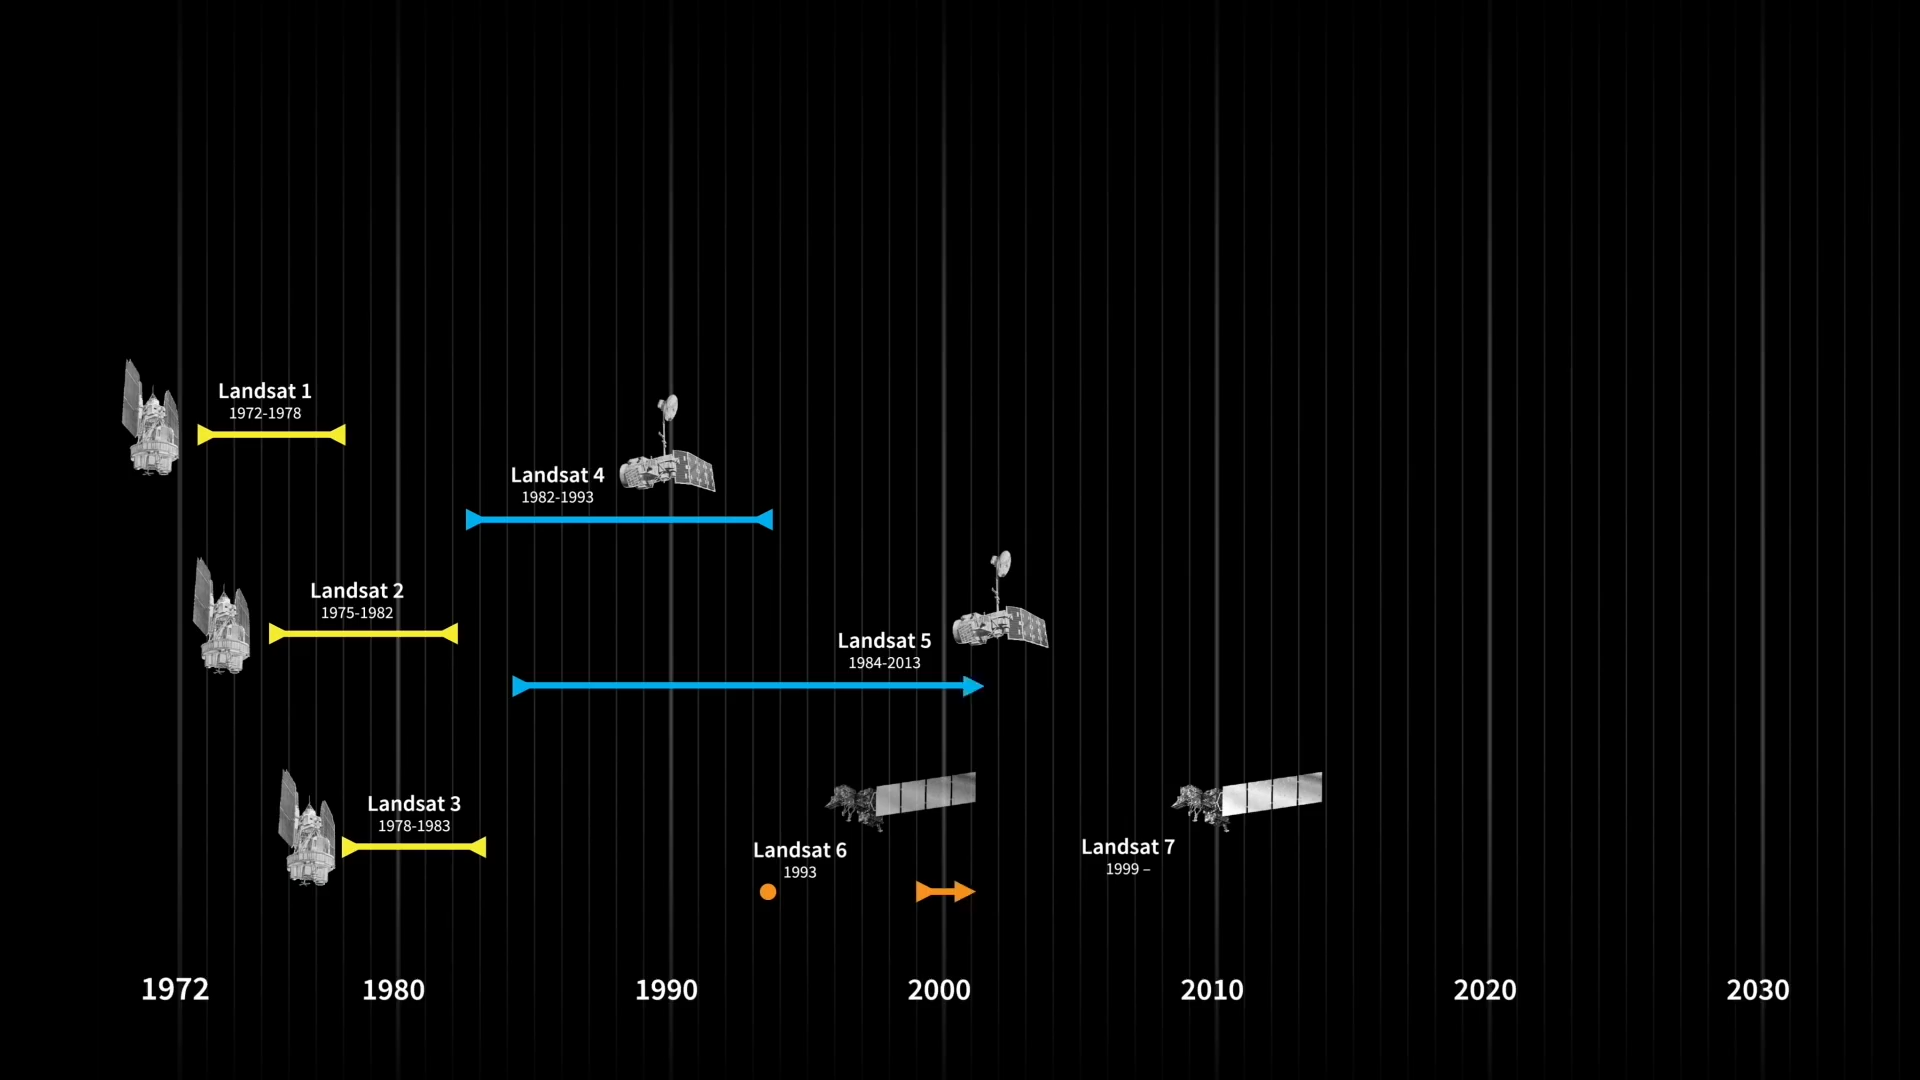 Landsat 1
1972-1978
Landsat 4
1982-1993
Landsat 2
1975-1982
Landsat 5
1984-2013
Landsat 3
1978-1983
Landsat 6
1993
Landsat 7
1999 –
1972
1980
1990
2000
2010
2020
2030